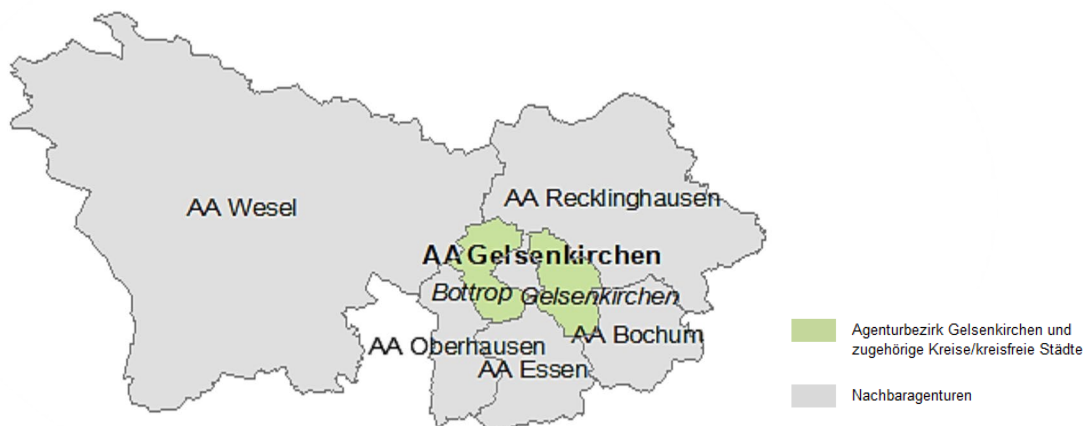 AA Wesel
AA Recklinghausen
AA Gelsenkirchen
Bottrop
Gelsenkirchen
AA Bochum
AA Oberhausen
AA Essen
Agenturbezirk Gelsenkirchen und
zugehörige Kreise/kreisfreie Städte
Nachbaragenturen